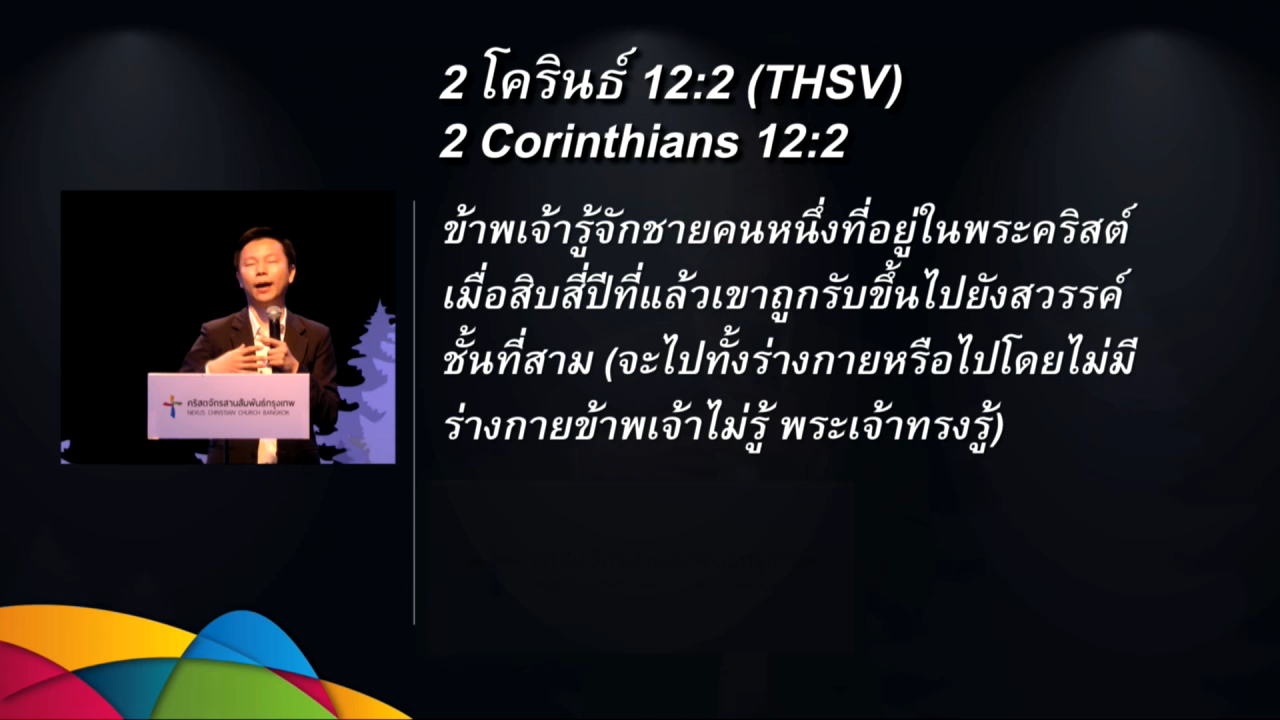 2 โครินธ์ 12:2 (THSV)
2 Corinthians 12:2
ข้าพเจ้ารู้จักชายคนหนึ่งที่อยู่ในพระคริสต์
เมื่อสิบสี่ปีที่แล้วเขาถูกรับขึ้นไปยังสวรรค์
ชั้นที่สาม (จะไปทั้งร่างกายหรือไปโดยไม่มี
ร่างกายข้าพเจ้าไม่รู้ พระเจ้าทรงรู้)
คริสตจักรสานสัมพันธ์กรุงเทพ
NEXUS CHRISTIAN CHURCH BANGKOK